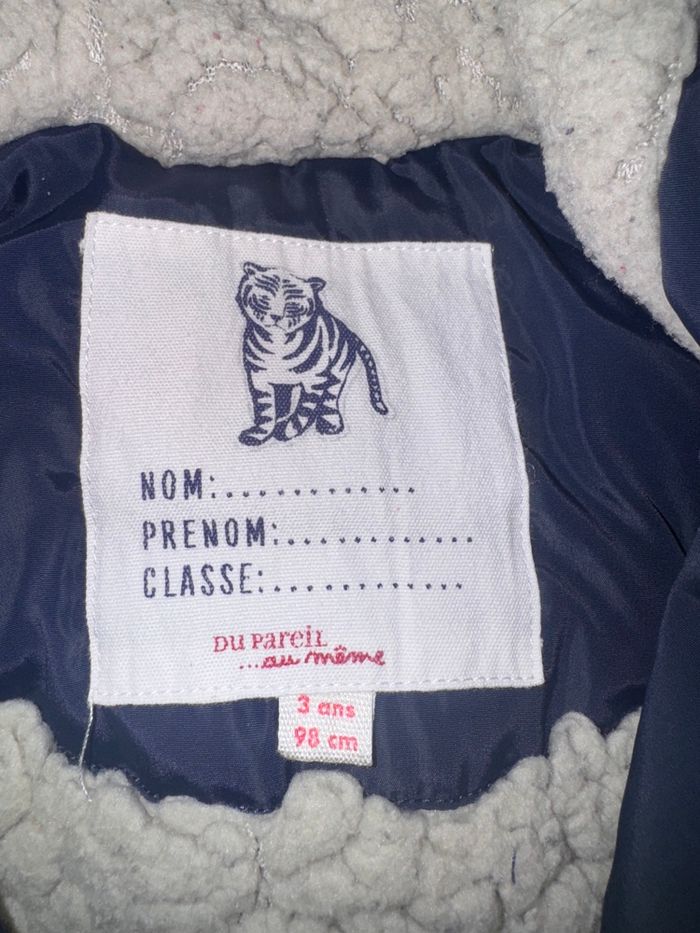 NOM:.............
PRENOM:.............
CLASSE:.............
DU PAREIL
...au même
3 ans
98 cm